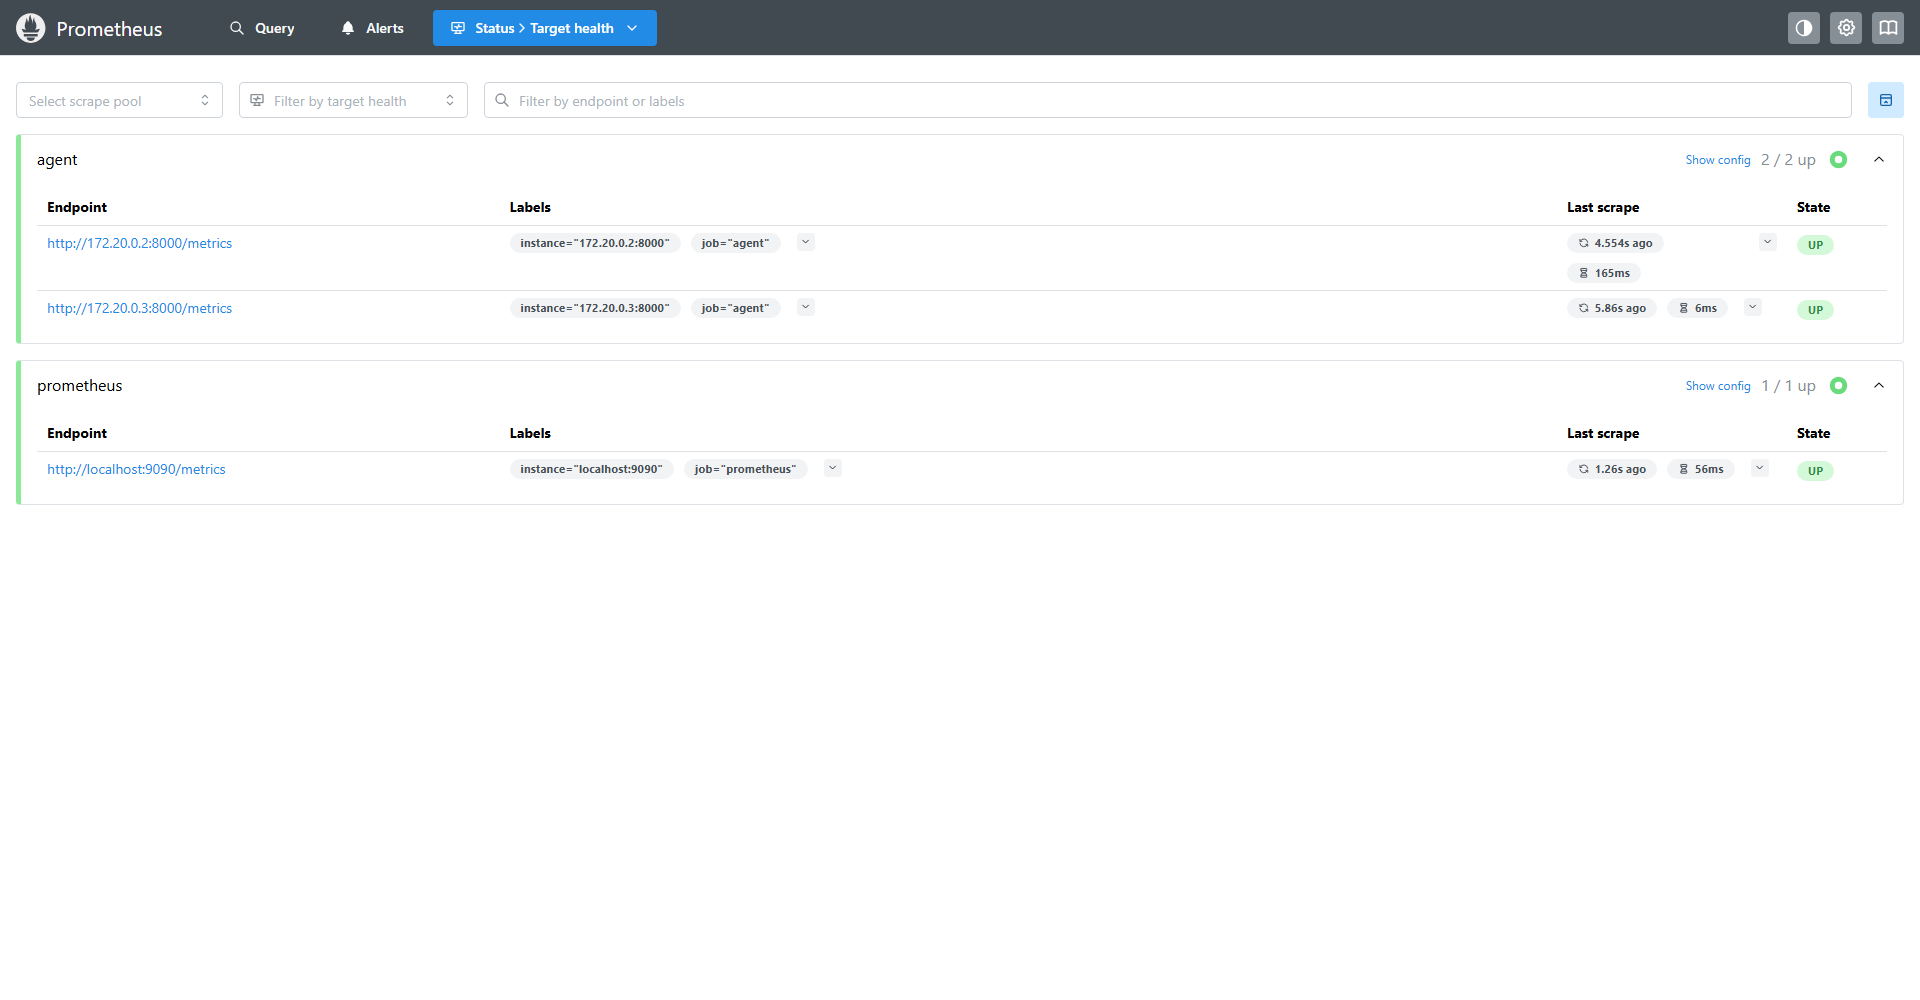 Prometheus Query Alerts Status > Target health
Select scrape pool Filter by target health Filter by endpoint or labels
agent Show config 2 / 2 up
Endpoint Labels Last scrape State
http://172.20.0.2:8000/metrics instance="172.20.0.2:8000" job="agent" 4.554s ago UP
165ms
http://172.20.0.3:8000/metrics instance="172.20.0.3:8000" job="agent" 5.86s ago 6ms UP
prometheus Show config 1 / 1 up
Endpoint Labels Last scrape State
http://localhost:9090/metrics instance="localhost:9090" job="prometheus" 1.26s ago 56ms UP